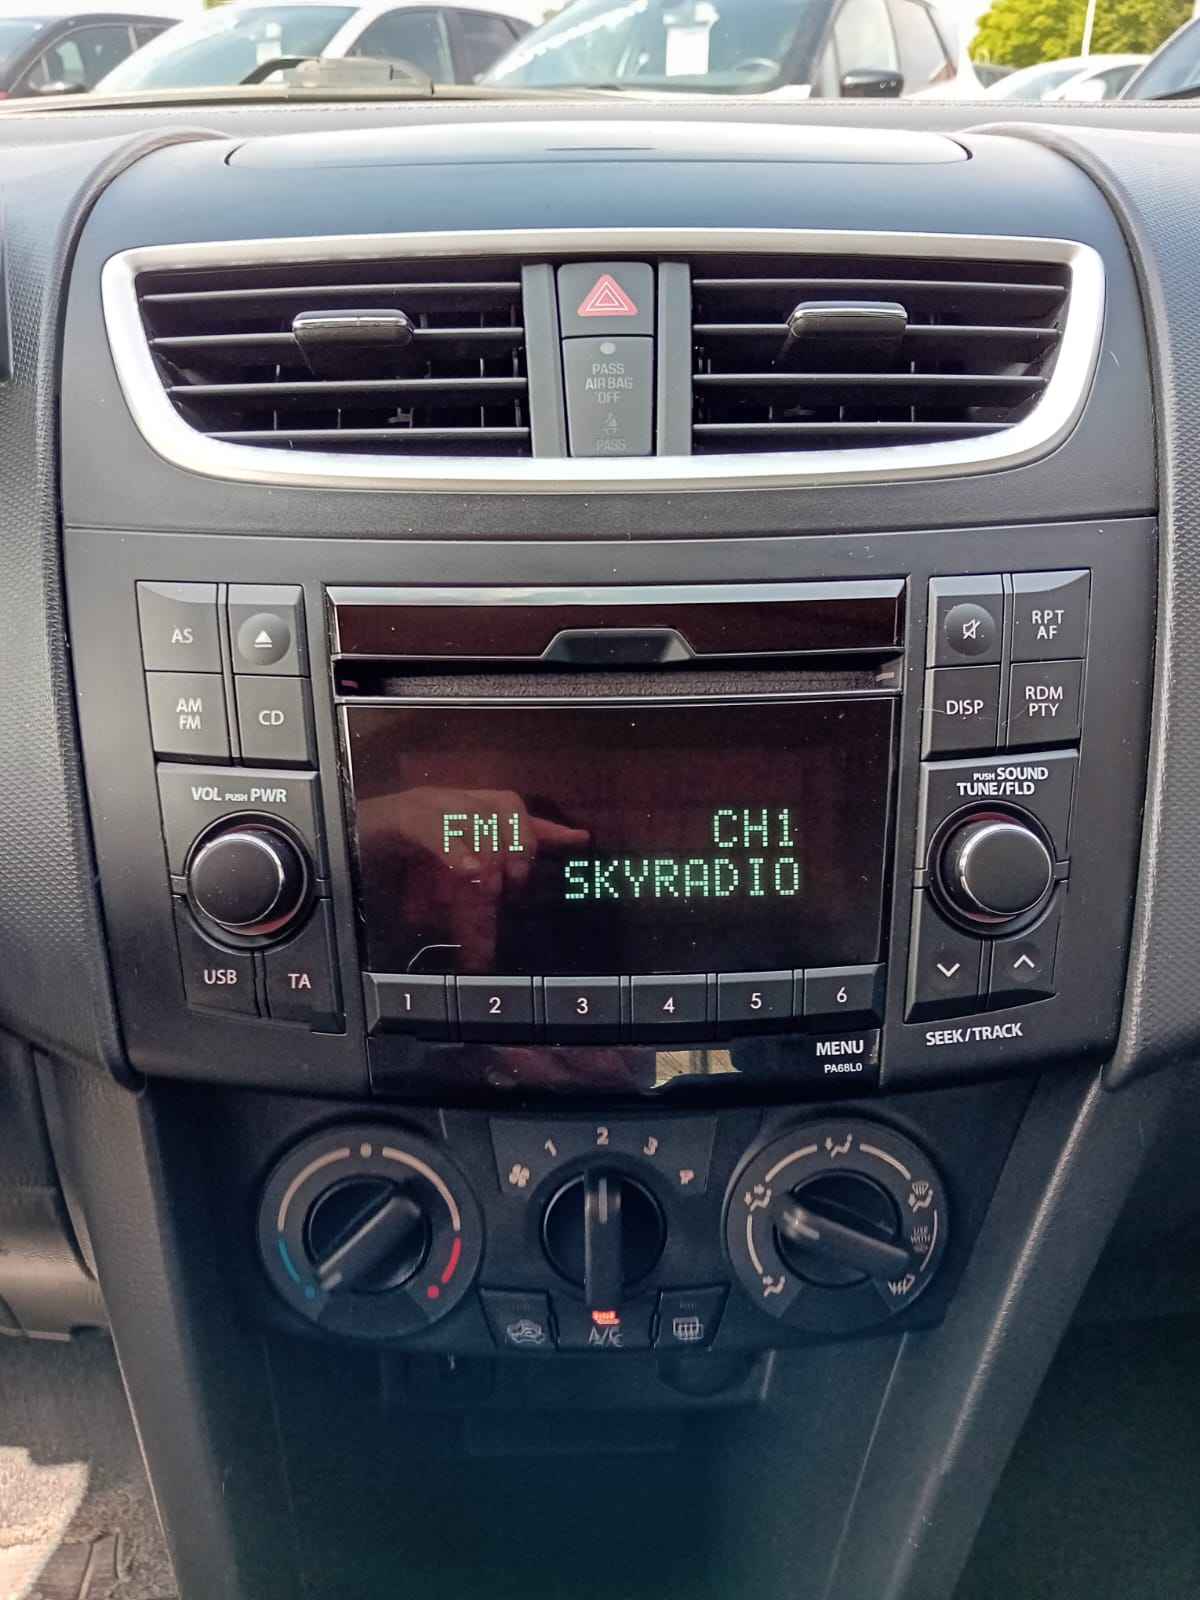 PASS
AIR BAG
OFF
PASS
AS
AM
FM
CD
RPT
AF
DISP
RDM
PTY
VOL PUSH PWR
PUSH SOUND
TUNE/FLD
FM1 CH1
SKYRADIO
USB
TA
1 2 3 4 5 6
SEEK/TRACK
MENU
PA68L0
0 1 2 3
A/C